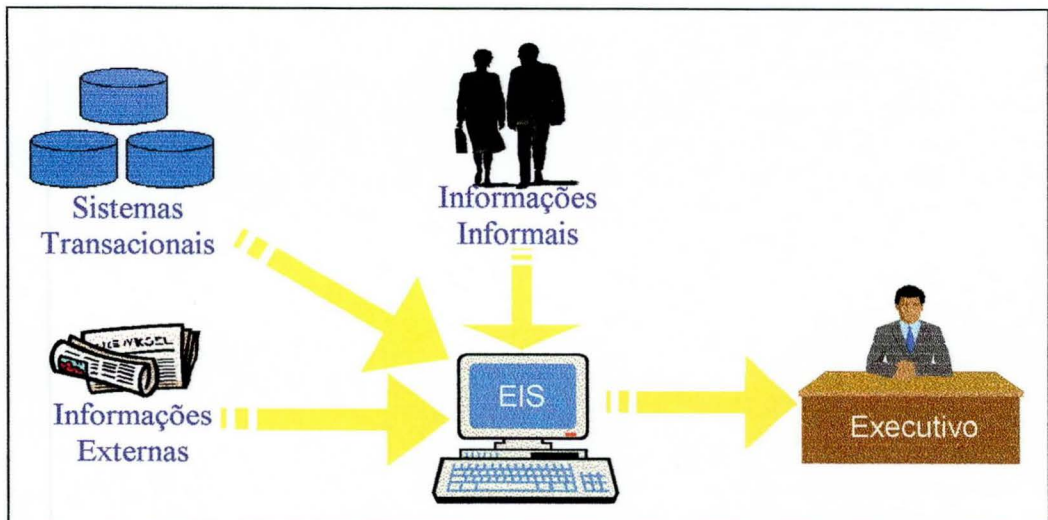 Sistemas
Transacionais
Informações
Informais
Informações
Externas
EIS
Executivo